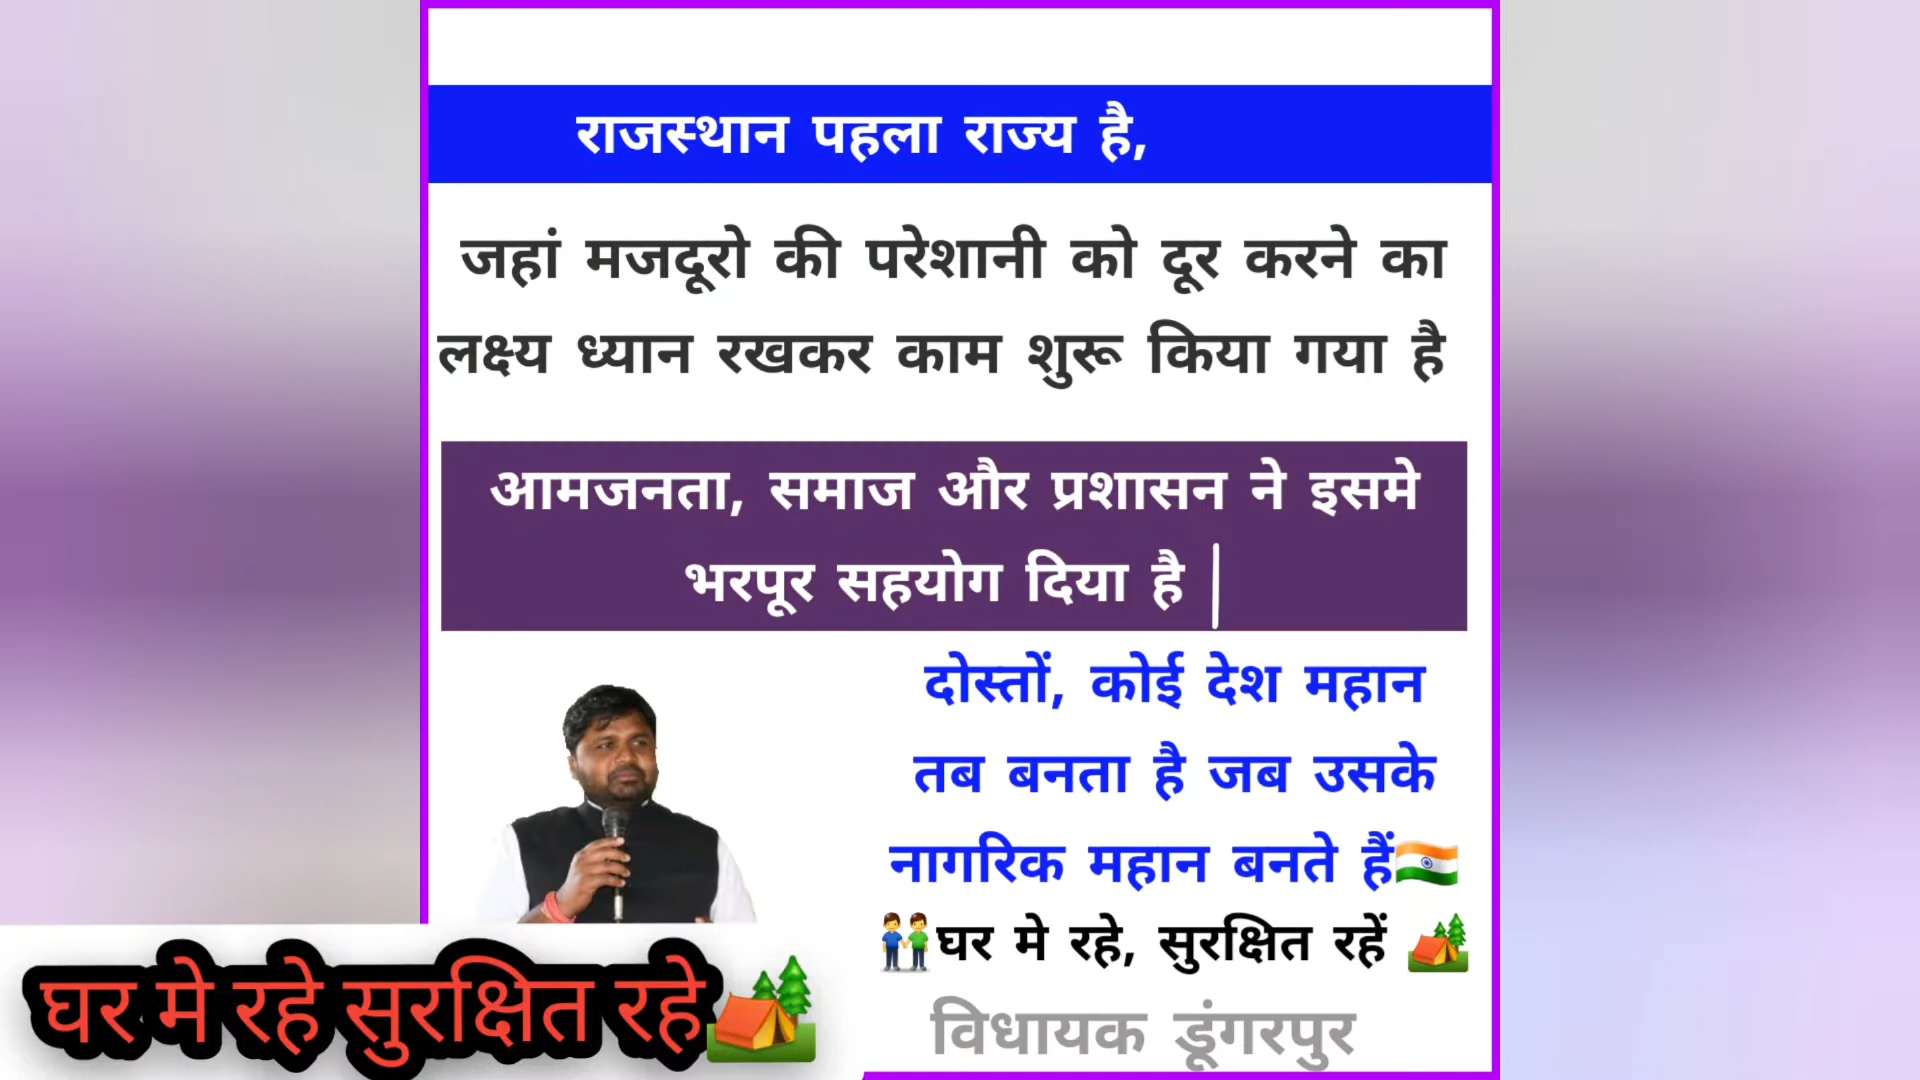 राजस्थान पहला राज्य है,
जहां मजदूरो की परेशानी को दूर करने का
लक्ष्य ध्यान रखकर काम शुरू किया गया है
आमजनता, समाज और प्रशासन ने इसमे
भरपूर सहयोग दिया है |
दोस्तों, कोई देश महान
तब बनता है जब उसके
नागरिक महान बनते हैं🇮🇳
👬घर मे रहे, सुरक्षित रहें 🏕️
विधायक डूंगरपुर
घर मे रहे सुरक्षित रहे🏕️